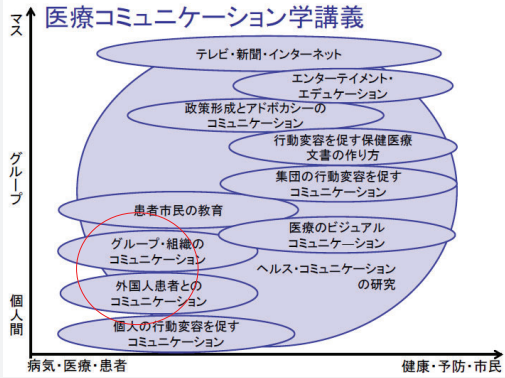 医療コミュニケーション学講義
マス
テレビ・新聞・インターネット
エンターテイメント・
エデュケーション
政策形成とアドボカシーの
コミュニケーション
行動変容を促す保健医療
文書の作り方
グループ
集団の行動変容を促す
コミュニケーション
患者市民の教育
医療のビジュアル
コミュニケ―ション
グループ・組織の
コミュニケーション
ヘルス・コミュニケーション
の研究
外国人患者との
コミュニケーション
個人間
個人の行動変容を促す
コミュニケーション
病気・医療・患者
健康・予防・市民